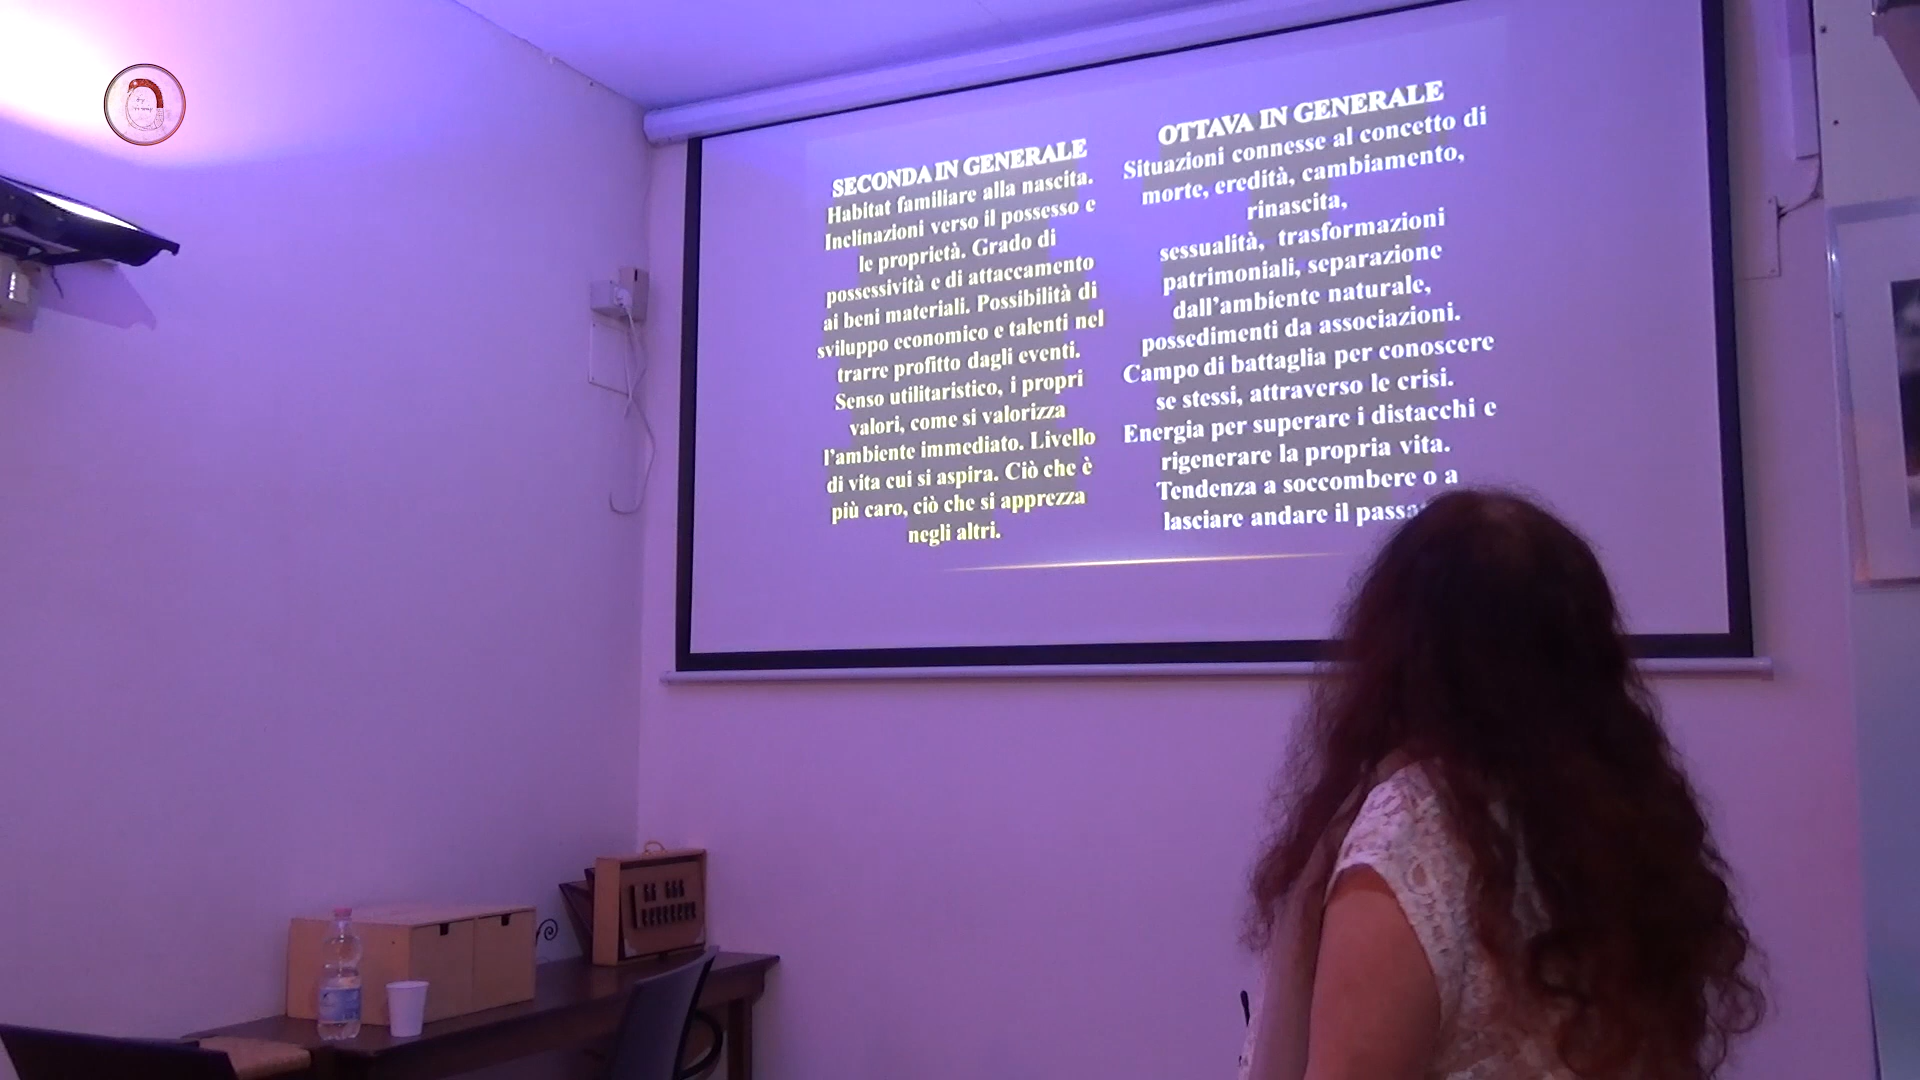 SECONDA IN GENERALE
Habitat familiare alla nascita.
Inclinazioni verso il possesso e
le proprietà. Grado di
possessività e di attaccamento
ai beni materiali. Possibilità di
sviluppo economico e talenti nel
trarre profitto dagli eventi.
Senso utilitaristico, i propri
valori, come si valorizza
l'ambiente immediato. Livello
di vita cui si aspira. Ciò che è
più caro, ciò che si apprezza
negli altri.
OTTAVA IN GENERALE
Situazioni connesse al concetto di
morte, eredità, cambiamento,
rinascita,
sessualità, trasformazioni
patrimoniali, separazione
dall'ambiente naturale,
possedimenti da associazioni.
Campo di battaglia per conoscere
se stessi, attraverso le crisi.
Energia per superare i distacchi e
rigenerare la propria vita.
Tendenza a soccombere o a
lasciare andare il